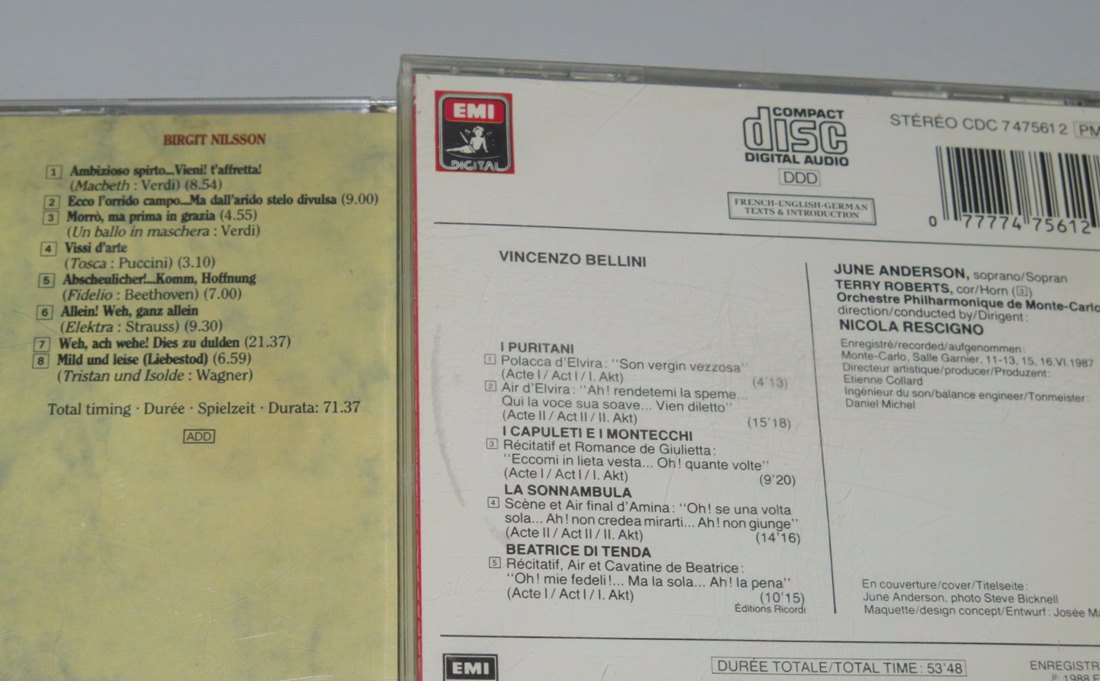 BIRGIT NILSSON
1 Ambizioso spirto...Vieni! t'affretta!
(Macbeth : Verdi) (8.54)
2 Ecco l'orrido campo...Ma dall'arido stelo divulsa (9.00)
3 Morrò, ma prima in grazia (4.55)
(Un ballo in maschera : Verdi)
4 Vissi d'arte
(Tosca : Puccini) (3.10)
5 Abscheulicher!...Komm, Hoffnung
(Fidelio : Beethoven) (7.00)
6 Allein! Weh, ganz allein
(Elektra : Strauss) (9.30)
7 Weh, ach wehe! Dies zu dulden (21.37)
8 Mild und leise (Liebestod) (6.59)
(Tristan und Isolde : Wagner)
Total timing · Durée · Spielzeit · Durata: 71.37
ADD
EMI
DIGITAL
COMPACT
disc
DIGITAL AUDIO
DDD
STÉRÉO CDC 7 47561 2 PM
FRENCH-ENGLISH-GERMAN
TEXTS & INTRODUCTION
0 77774 75612
VINCENZO BELLINI
I PURITANI
1 Polacca d'Elvira: "Son vergin vezzosa"
(Acte I / Act I / I. Akt) (4'13)
2 Air d'Elvira: "Ah! rendetemi la speme...
Qui la voce sua soave... Vien diletto"
(Acte II / Act II / II. Akt) (15'18)
I CAPULETI E I MONTECCHI
3 Récitatif et Romance de Giulietta:
"Eccomi in lieta vesta... Oh! quante volte"
(Acte I / Act I / I. Akt) (9'20)
LA SONNAMBULA
4 Scène et Air final d'Amina: "Oh! se una volta
sola... Ah! non credea mirarti... Ah! non giunge"
(Acte II / Act II / II. Akt) (14'16)
BEATRICE DI TENDA
5 Récitatif, Air et Cavatine de Beatrice:
"Oh! mie fedeli!... Ma la sola... Ah! la pena"
(Acte I / Act I / I. Akt) (10'15)
Éditions Ricordi
JUNE ANDERSON, soprano/Sopran
TERRY ROBERTS, cor/Horn (3)
Orchestre Philharmonique de Monte-Carlo
direction/conducted by/Dirigent:
NICOLA RESCIGNO
Enregistré/recorded/aufgenommen:
Monte-Carlo, Salle Garnier, 11-13, 15, 16.VI.1987
Directeur artistique/producer/Produzent:
Etienne Collard
Ingénieur du son/balance engineer/Tonmeister:
Daniel Michel
En couverture/cover/Titelseite:
June Anderson, photo Steve Bicknell
Maquette/design concept/Entwurf: Josée Ma
EMI
DURÉE TOTALE/TOTAL TIME: 53'48
ENREGISTR
℗ 1988 E